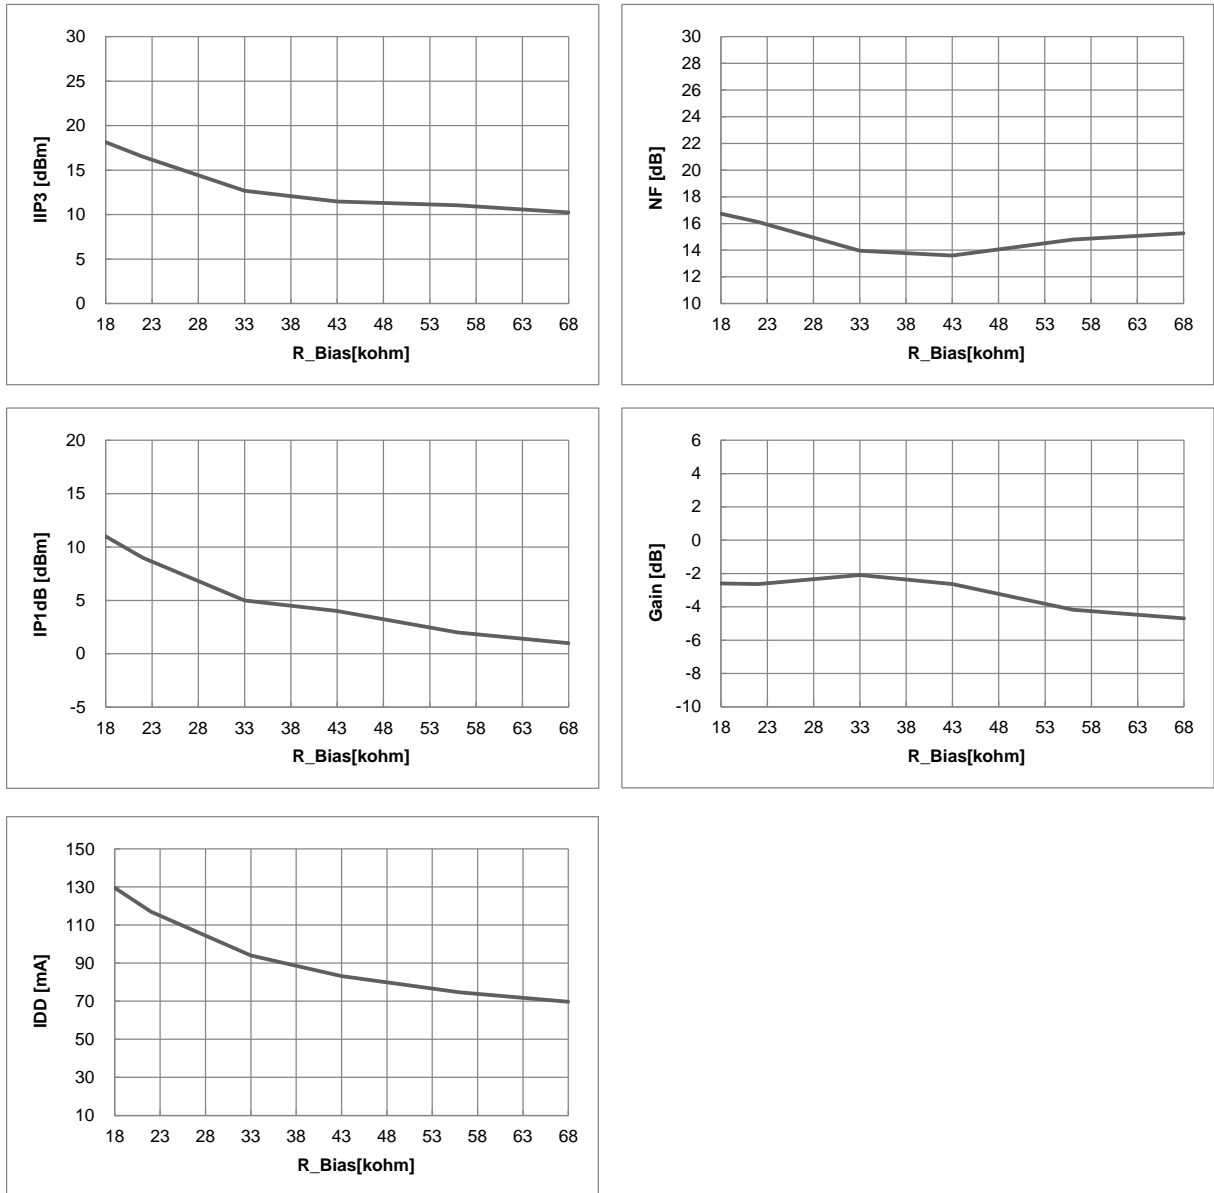 30
25
20
15
10
5
0
IIP3 [dBm]
18 23 28 33 38 43 48 53 58 63 68
R_Bias[kohm]
30
28
26
24
22
20
18
16
14
12
10
NF [dB]
18 23 28 33 38 43 48 53 58 63 68
R_Bias[kohm]
20
15
10
5
0
-5
IP1dB [dBm]
18 23 28 33 38 43 48 53 58 63 68
R_Bias[kohm]
6
4
2
0
-2
-4
-6
-8
-10
Gain [dB]
18 23 28 33 38 43 48 53 58 63 68
R_Bias[kohm]
150
130
110
90
70
50
30
10
IDD [mA]
18 23 28 33 38 43 48 53 58 63 68
R_Bias[kohm]